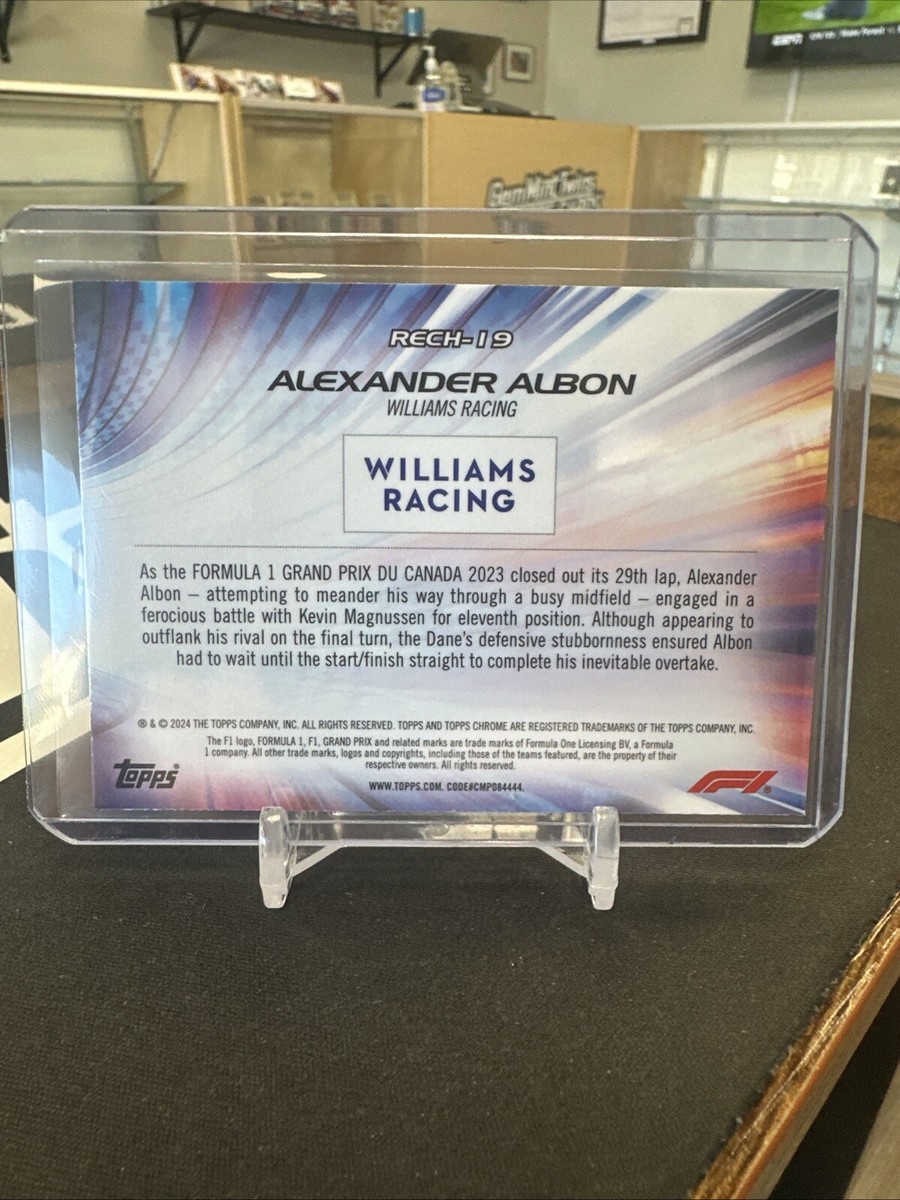 ESPN
GemMintTwins
RECH-19
ALEXANDER ALBON
WILLIAMS RACING
WILLIAMS
RACING
As the FORMULA 1 GRAND PRIX DU CANADA 2023 closed out its 29th lap, Alexander
Albon – attempting to meander his way through a busy midfield – engaged in a
ferocious battle with Kevin Magnussen for eleventh position. Although appearing to
outflank his rival on the final turn, the Dane's defensive stubbornness ensured Albon
had to wait until the start/finish straight to complete his inevitable overtake.
® & © 2024 THE TOPPS COMPANY, INC. ALL RIGHTS RESERVED. TOPPS AND TOPPS CHROME ARE REGISTERED TRADEMARKS OF THE TOPPS COMPANY, INC.
The F1 logo, FORMULA 1, F1, GRAND PRIX and related marks are trade marks of Formula One Licensing BV, a Formula
1 company. All other trade marks, logos and copyrights, including those of the teams featured, are the property of their
respective owners. All rights reserved.
topps®
WWW.TOPPS.COM. CODE#CMP084444.
F1®